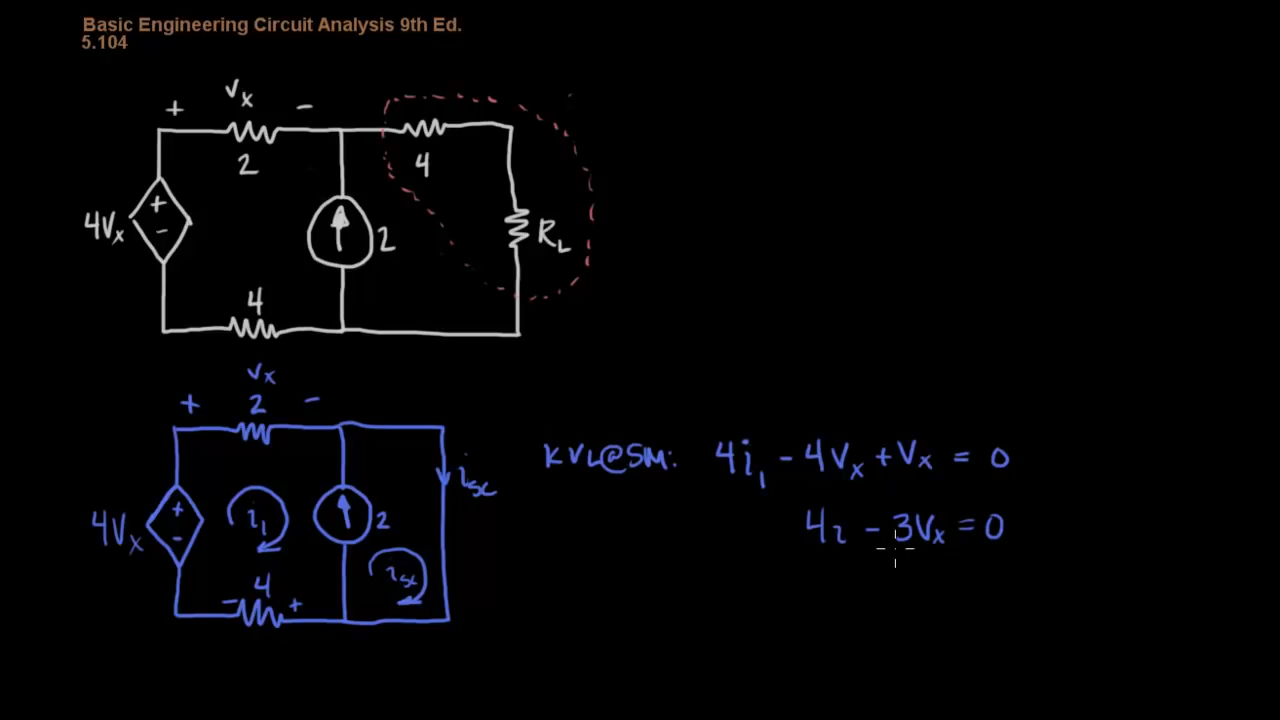 Basic Engineering Circuit Analysis 9th Ed.
5.104
+ Vx -
2
4
4Vx
+
-
2
RL
4
Vx
+ 2 -
isc
4Vx
+
-
i1
2
isc
4
- +
KVL@SM: 4i1 - 4Vx + Vx = 0
4i - 3Vx = 0